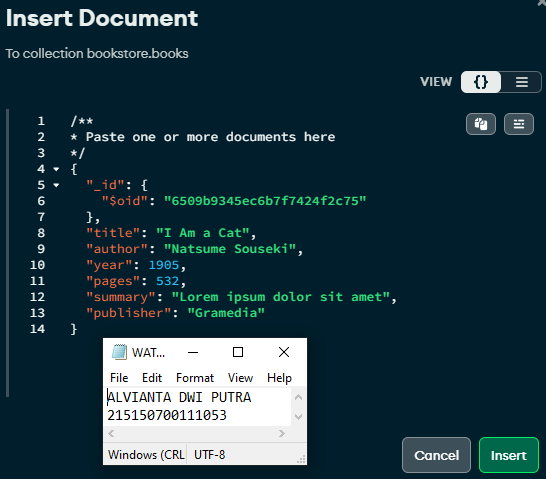 Insert Document
To collection bookstore.books
VIEW {}
1 /**
2 * Paste one or more documents here
3 */
4 {
5 "_id": {
6 "$oid": "6509b9345ec6b7f7424f2c75"
7 },
8 "title": "I Am a Cat",
9 "author": "Natsume Souseki",
10 "year": 1905,
11 "pages": 532,
12 "summary": "Lorem ipsum dolor sit amet",
13 "publisher": "Gramedia"
14 }
WAT...
File Edit Format View Help
ALVIANTA DWI PUTRA
215150700111053
Windows (CRL UTF-8
Cancel Insert